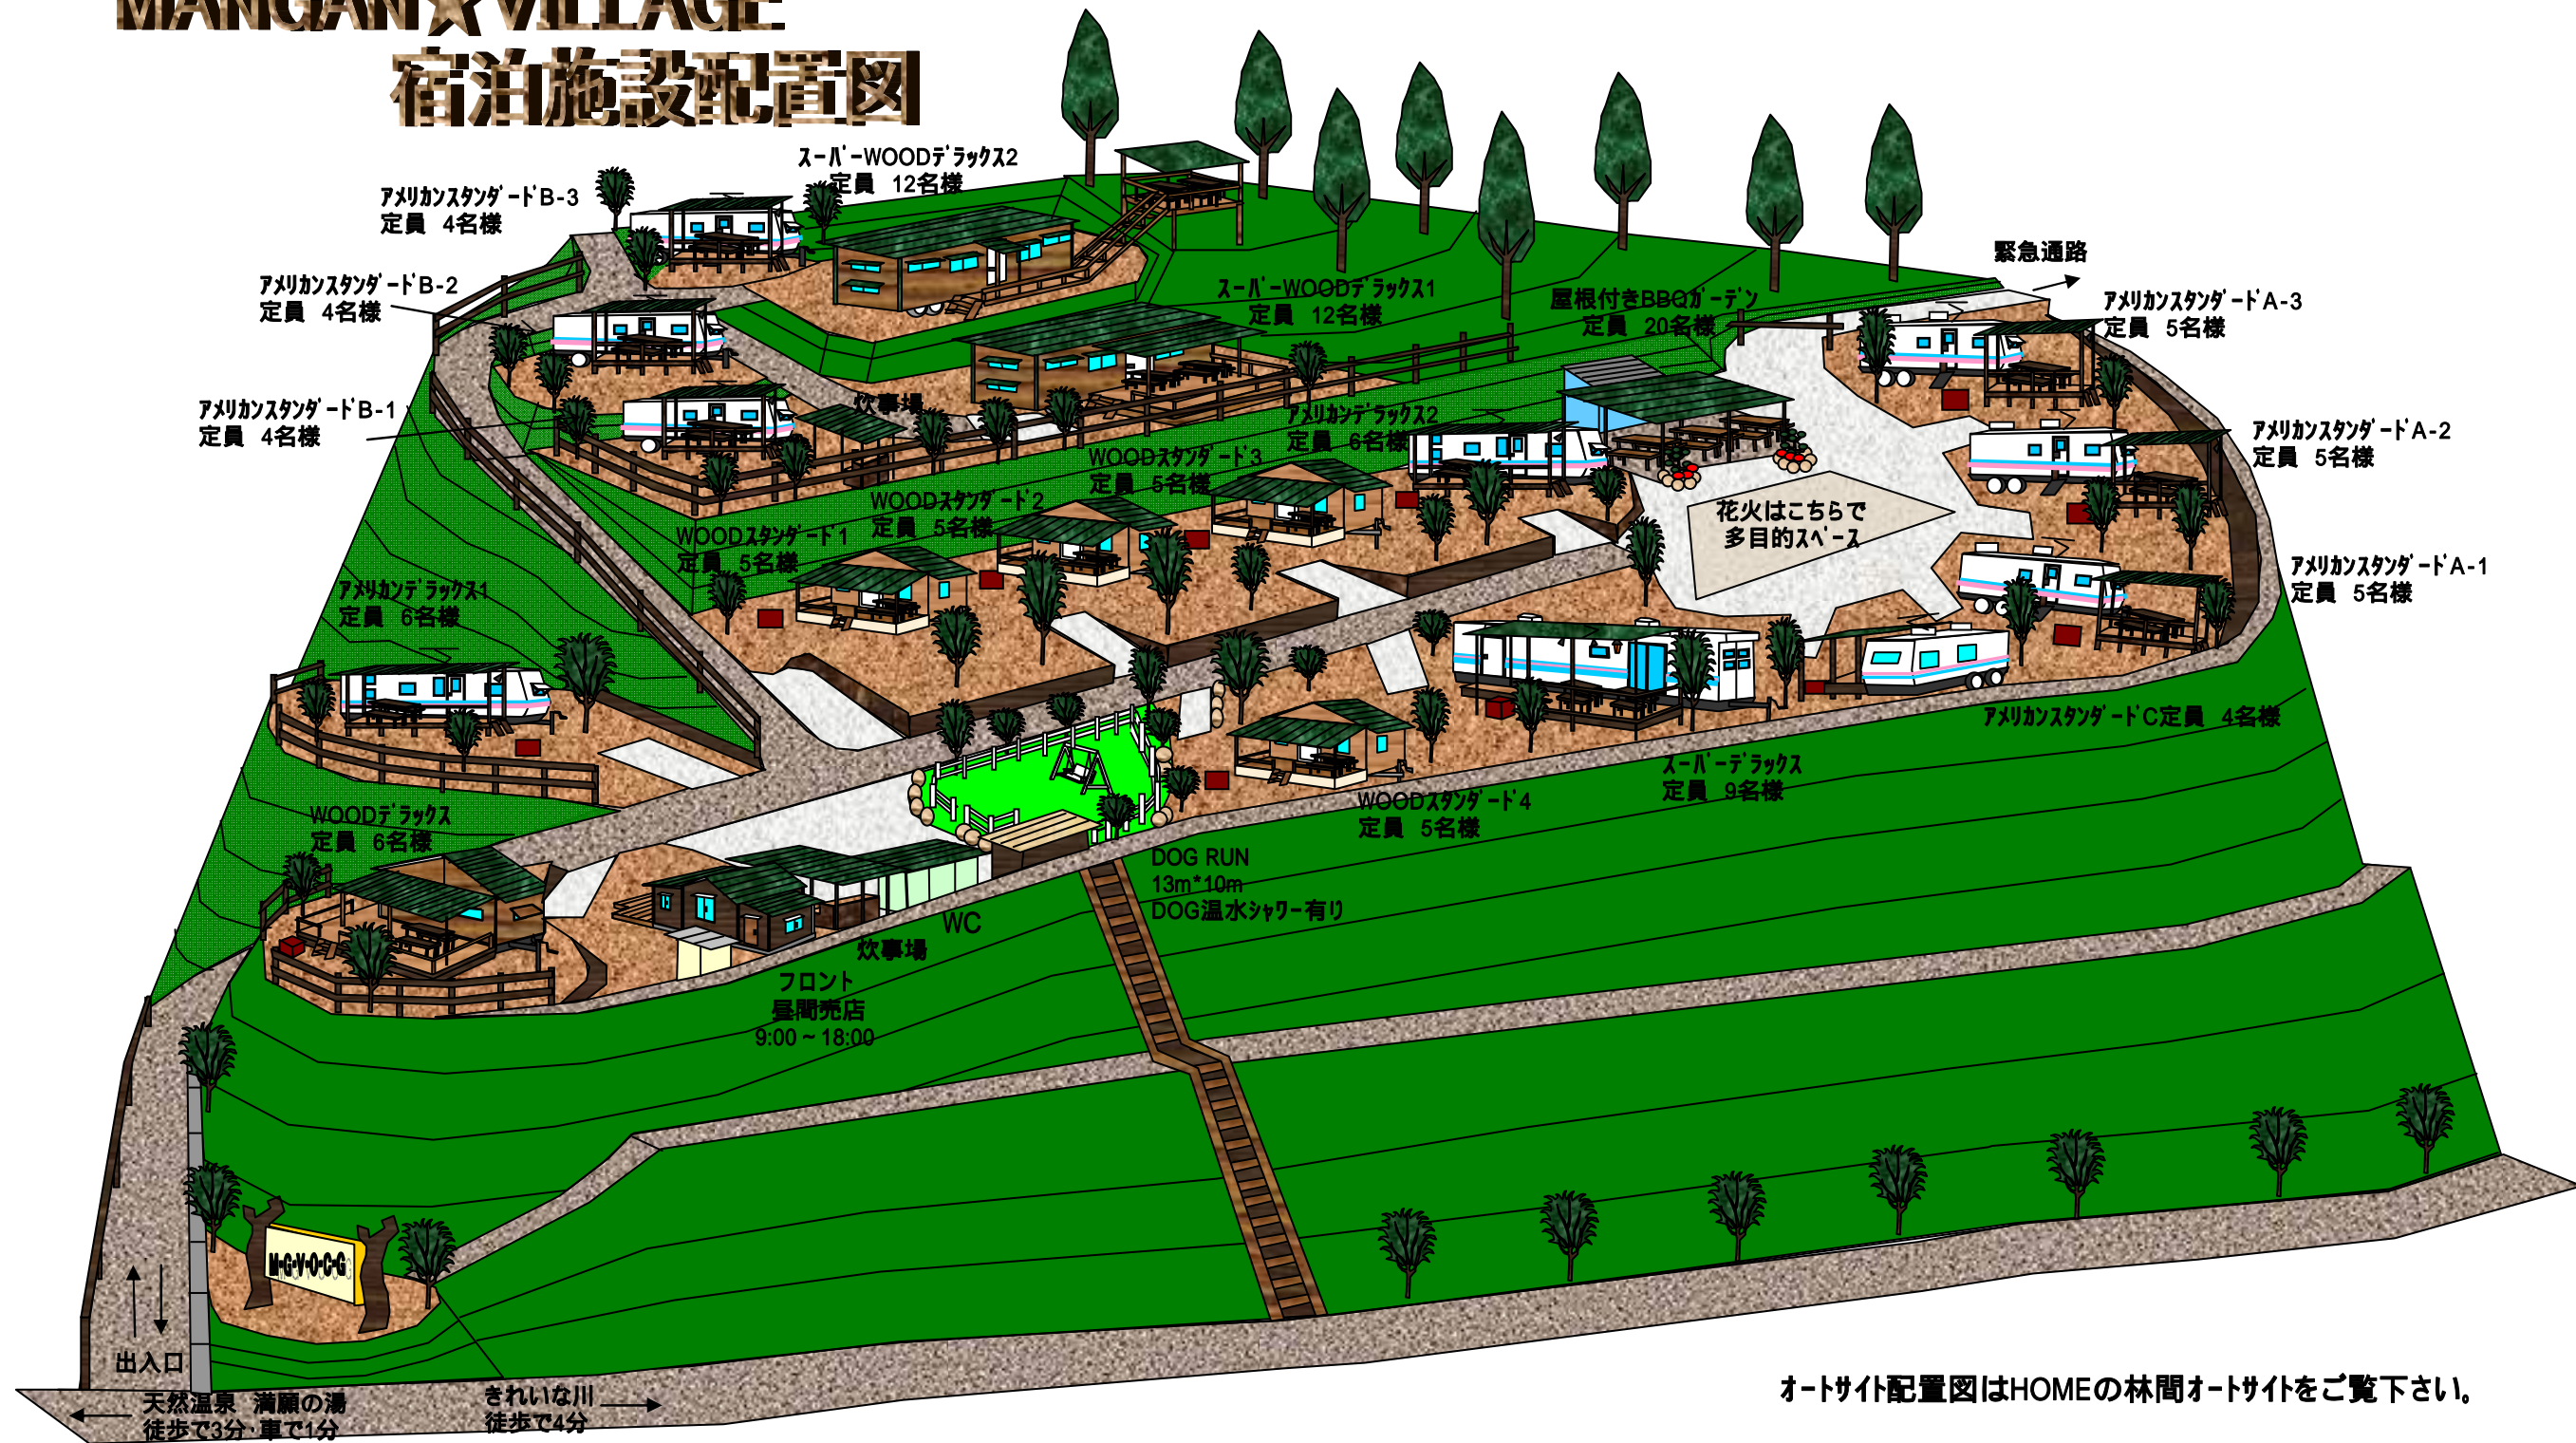 MANGAN☆VILLAGE
宿泊施設配置図
スーパーWOODデラックス2
定員 12名様
アメリカンスタンダードB-3
定員 4名様
アメリカンスタンダードB-2
定員 4名様
アメリカンスタンダードB-1
定員 4名様
スーパーWOODデラックス1
定員 12名様
屋根付きBBQガーデン
定員 20名様
緊急通路
アメリカンスタンダードA-3
定員 5名様
アメリカンスタンダードA-2
定員 5名様
アメリカンスタンダードA-1
定員 5名様
炊事場
アメリカンデラックス2
定員 6名様
WOODスタンダード3
定員 5名様
WOODスタンダード2
定員 5名様
WOODスタンダード1
定員 5名様
花火はこちらで
多目的スペース
アメリカンデラックス1
定員 6名様
アメリカンスタンダードC定員 4名様
スーパーデラックス
定員 9名様
WOODスタンダード4
定員 5名様
WOODデラックス
定員 6名様
DOG RUN
13m*10m
DOG温水シャワー有り
WC
炊事場
フロント
昼間売店
9:00～18:00
M・G・V・O・C・G
出入口
天然温泉 満願の湯
徒歩で3分・車で1分
きれいな川
徒歩で4分
オートサイト配置図はHOMEの林間オートサイトをご覧下さい。